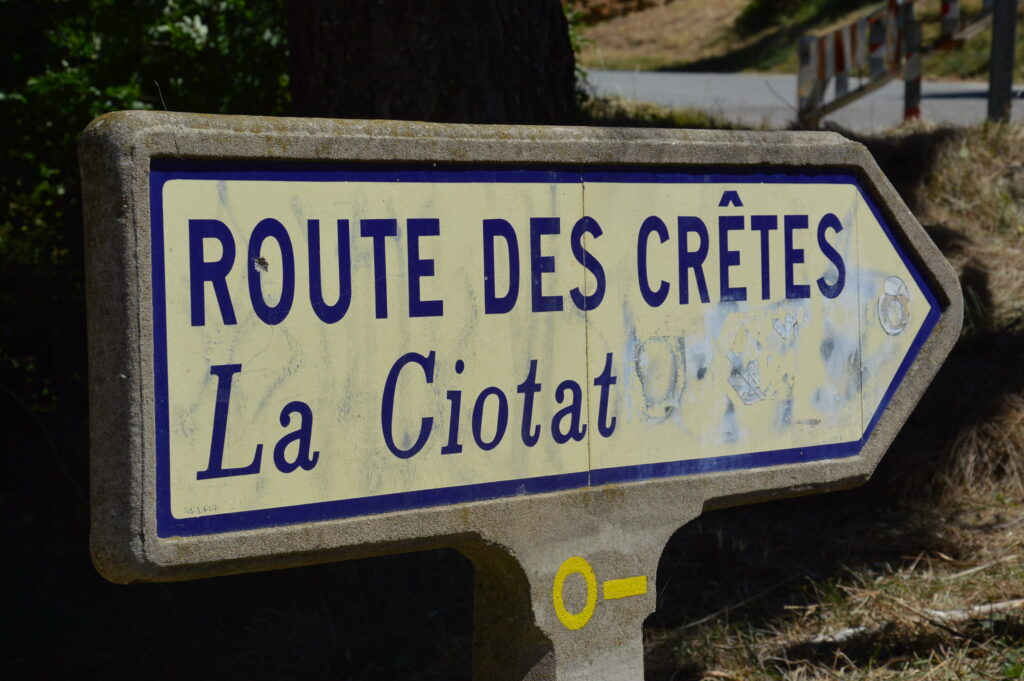 ROUTE DES CRÊTES
La Ciotat